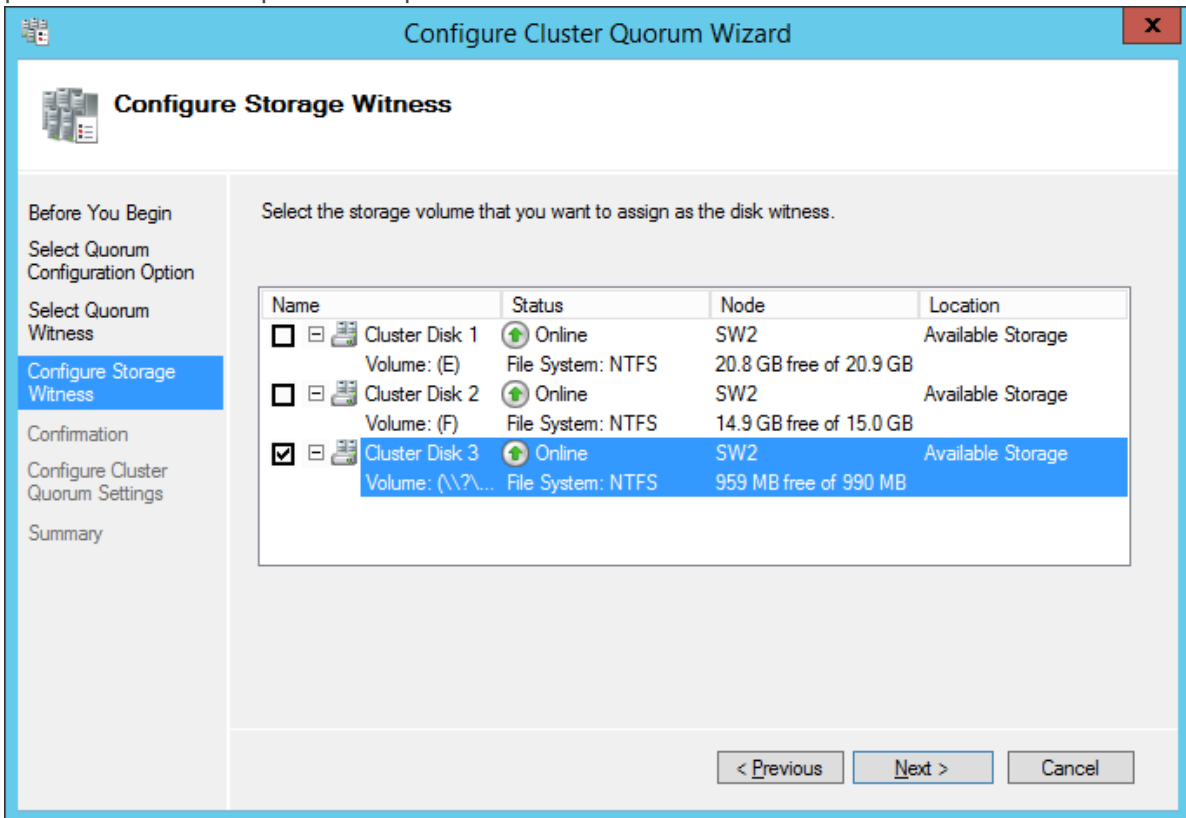 Configure Cluster Quorum Wizard
x
Configure Storage Witness
Before You Begin
Select Quorum
Configuration Option
Select Quorum
Witness
Configure Storage
Witness
Confirmation
Configure Cluster
Quorum Settings
Summary
Select the storage volume that you want to assign as the disk witness.
Name Status Node Location
Cluster Disk 1 Online SW2 Available Storage
Volume: (E) File System: NTFS 20.8 GB free of 20.9 GB
Cluster Disk 2 Online SW2 Available Storage
Volume: (F) File System: NTFS 14.9 GB free of 15.0 GB
Cluster Disk 3 Online SW2 Available Storage
Volume: (\\?\... File System: NTFS 959 MB free of 990 MB
< Previous Next > Cancel